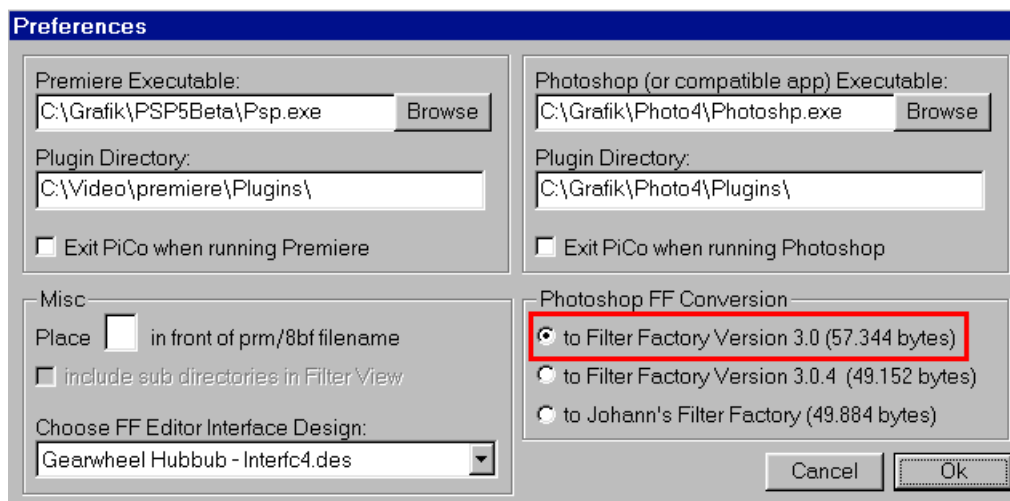 Preferences
Premiere Executable:
C:\Grafik\PSP5Beta\Psp.exe
Browse
Plugin Directory:
C:\Video\premiere\Plugins\
Exit PiCo when running Premiere
Photoshop (or compatible app) Executable:
C:\Grafik\Photo4\Photoshp.exe
Browse
Plugin Directory:
C:\Grafik\Photo4\Plugins\
Exit PiCo when running Photoshop
Misc
Place in front of prm/8bf filename
include sub directories in Filter View
Choose FF Editor Interface Design:
Gearwheel Hubbub - Interfc4.des
Photoshop FF Conversion
to Filter Factory Version 3.0 (57.344 bytes)
to Filter Factory Version 3.0.4 (49.152 bytes)
to Johann's Filter Factory (49.884 bytes)
Cancel
Ok